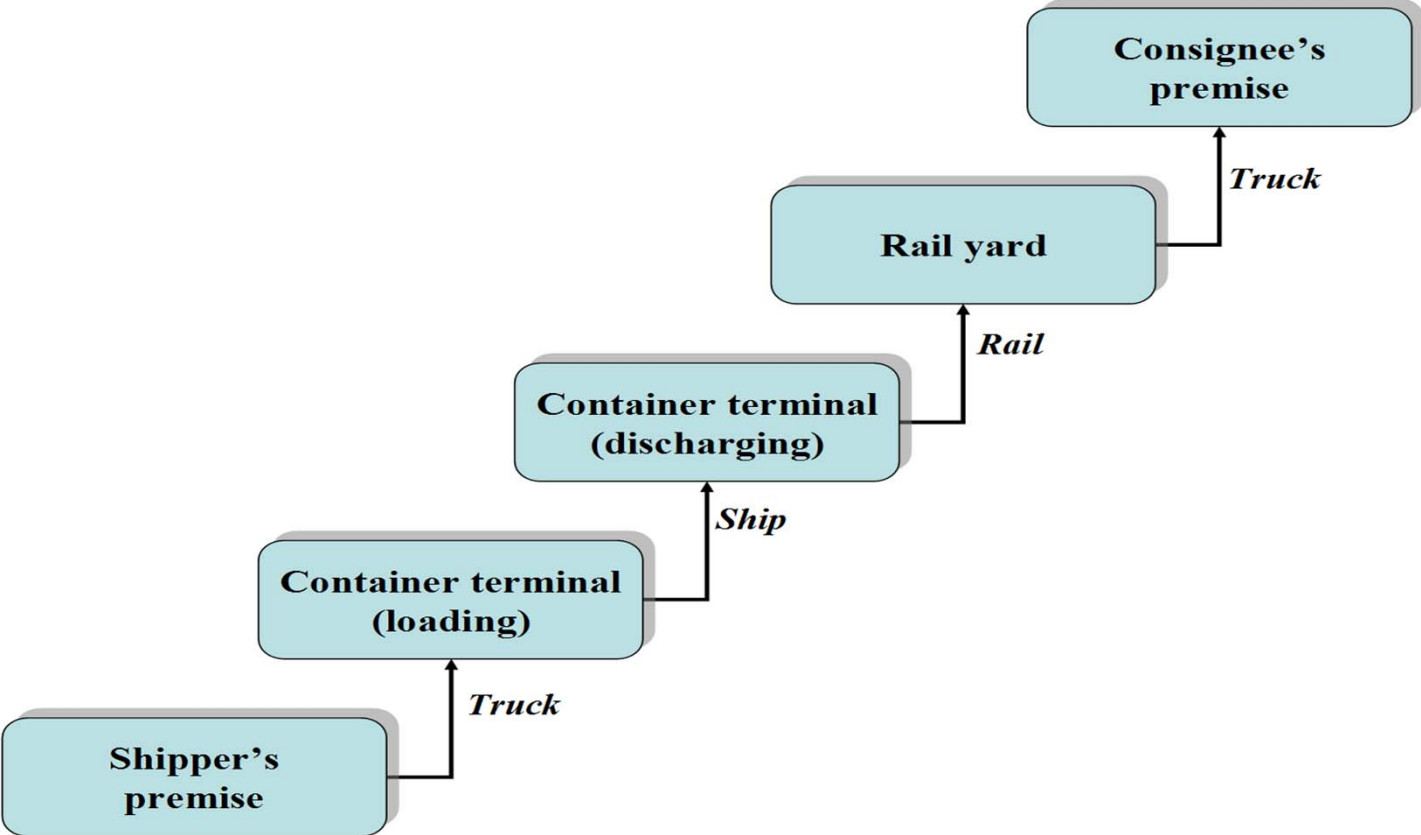 Consignee’s
premise
Truck
Rail yard
Rail
Container terminal
(discharging)
Ship
Container terminal
(loading)
Truck
Shipper’s
premise